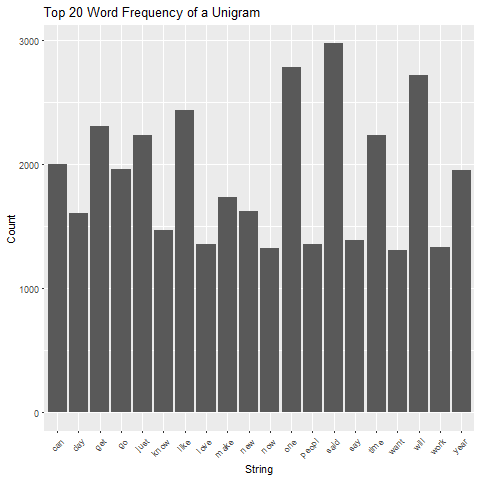 Top 20 Word Frequency of a Unigram
3000
2000
1000
0
Count
can day get go just know like love make new now one peopl said say time want will work year
String